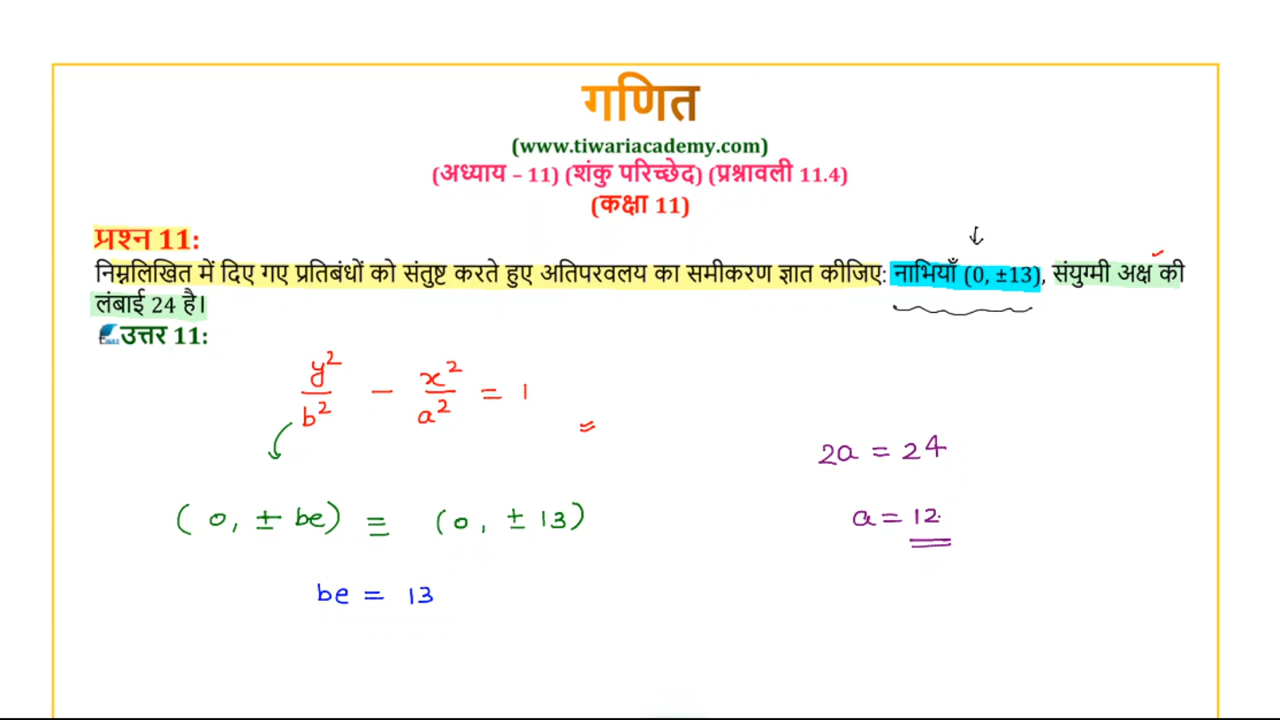 गणित
(www.tiwariacademy.com)
(अध्याय – 11) (शंकु परिच्छेद) (प्रश्नावली 11.4)
(कक्षा 11)
प्रश्न 11:
निम्नलिखित में दिए गए प्रतिबंधों को संतुष्ट करते हुए अतिपरवलय का समीकरण ज्ञात कीजिए: नाभियाँ (0, ±13), संयुग्मी अक्ष की
लंबाई 24 है।
उत्तर 11:
y²/b² − x²/a² = 1
2a = 24
(0, ± be) ≡ (0, ± 13)
a = 12
be = 13